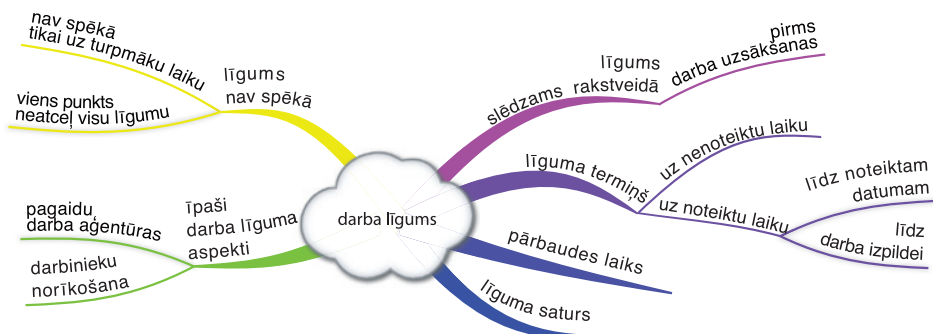 nav spēkā
tikai uz turpmāku laiku
līgums
nav spēkā
viens punkts
neatceļ visu līgumu
pagaidu
darba aģentūras
īpaši
darba līguma
aspekti
darbinieku
norīkošana
darba līgums
slēdzams
līgums
rakstveidā
pirms
darba uzsākšanas
līguma termiņš
uz nenoteiktu laiku
uz noteiktu laiku
līdz noteiktam
datumam
līdz
darba izpildei
pārbaudes laiks
līguma saturs